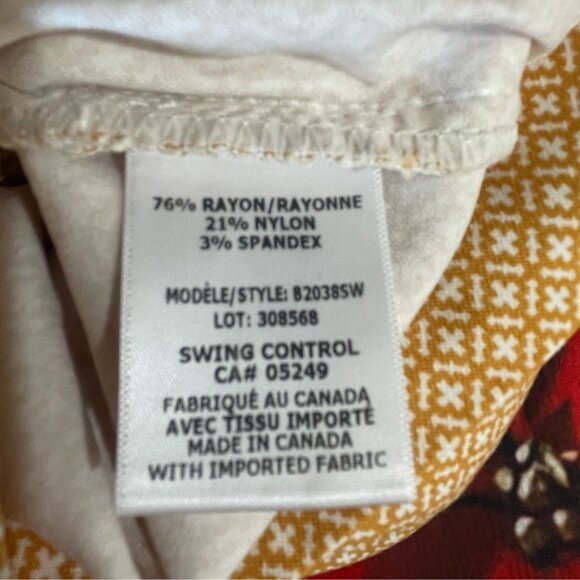 76% RAYON/RAYONNE
21% NYLON
3% SPANDEX
MODÈLE/STYLE: B2038SW
LOT: 308568
SWING CONTROL
CA# 05249
FABRIQUÉ AU CANADA
AVEC TISSU IMPORTÉ
MADE IN CANADA
WITH IMPORTED FABRIC